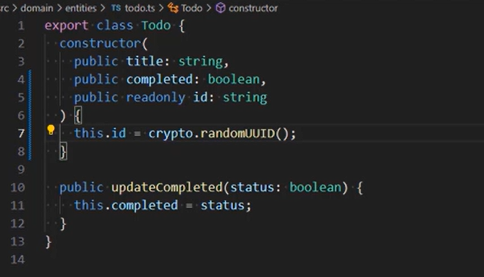 src > domain > entities > TS todo.ts > Todo > constructor
1 export class Todo {
2 constructor(
3 public title: string,
4 public completed: boolean,
5 public readonly id: string
6 ) {
7 this.id = crypto.randomUUID();
8 }
9
10 public updateCompleted(status: boolean) {
11 this.completed = status;
12 }
13 }
14